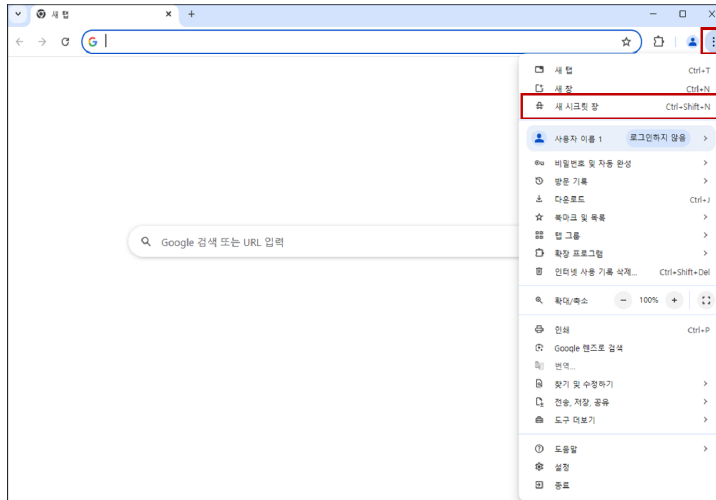 새 탭
새 탭 Ctrl+T
새 창 Ctrl+N
새 시크릿 창 Ctrl+Shift+N
사용자 이름 1 로그인하지 않음
비밀번호 및 자동 완성
방문 기록
다운로드 Ctrl+J
북마크 및 목록
탭 그룹
Google 검색 또는 URL 입력
확장 프로그램
인터넷 사용 기록 삭제... Ctrl+Shift+Del
확대/축소 − 100% +
인쇄 Ctrl+P
Google 렌즈로 검색
번역...
찾기 및 수정하기
전송, 저장, 공유
도구 더보기
도움말
설정
종료